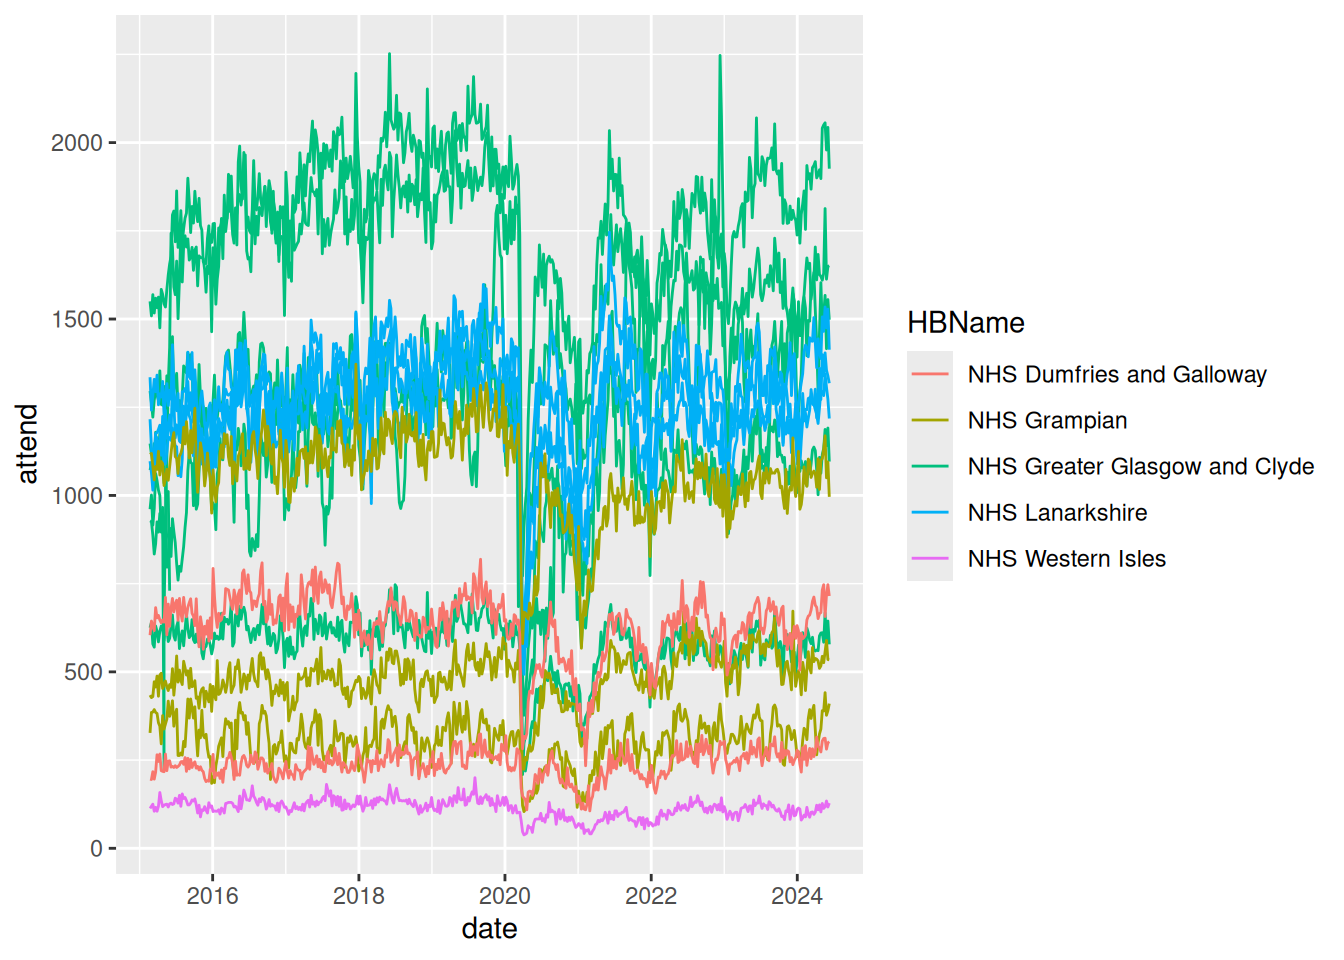 2000
1500
1000
500
0
attend
2016
2018
2020
2022
2024
date
HBName
NHS Dumfries and Galloway
NHS Grampian
NHS Greater Glasgow and Clyde
NHS Lanarkshire
NHS Western Isles